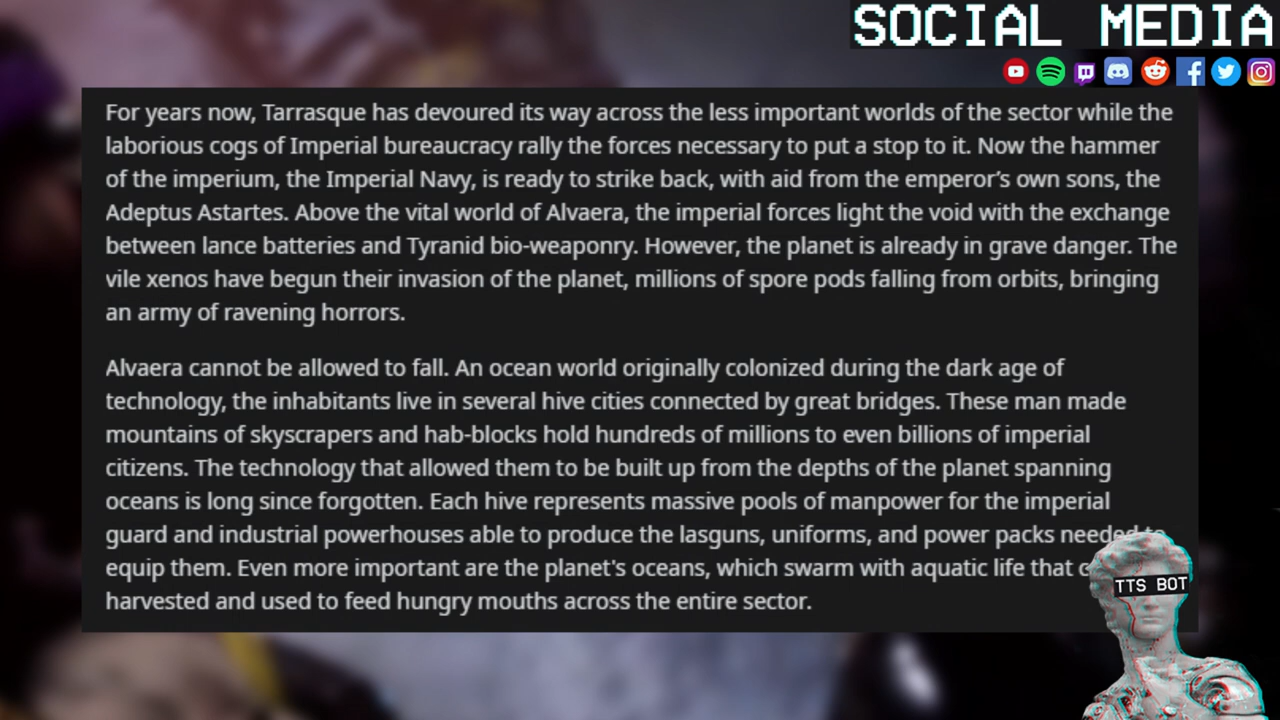 SOCIAL MEDIA
For years now, Tarrasque has devoured its way across the less important worlds of the sector while the
laborious cogs of Imperial bureaucracy rally the forces necessary to put a stop to it. Now the hammer
of the imperium, the Imperial Navy, is ready to strike back, with aid from the emperor’s own sons, the
Adeptus Astartes. Above the vital world of Alvaera, the imperial forces light the void with the exchange
between lance batteries and Tyranid bio-weaponry. However, the planet is already in grave danger. The
vile xenos have begun their invasion of the planet, millions of spore pods falling from orbits, bringing
an army of ravening horrors.
Alvaera cannot be allowed to fall. An ocean world originally colonized during the dark age of
technology, the inhabitants live in several hive cities connected by great bridges. These man made
mountains of skyscrapers and hab-blocks hold hundreds of millions to even billions of imperial
citizens. The technology that allowed them to be built up from the depths of the planet spanning
oceans is long since forgotten. Each hive represents massive pools of manpower for the imperial
guard and industrial powerhouses able to produce the lasguns, uniforms, and power packs needed to
equip them. Even more important are the planet's oceans, which swarm with aquatic life that
harvested and used to feed hungry mouths across the entire sector.
TTS BOT